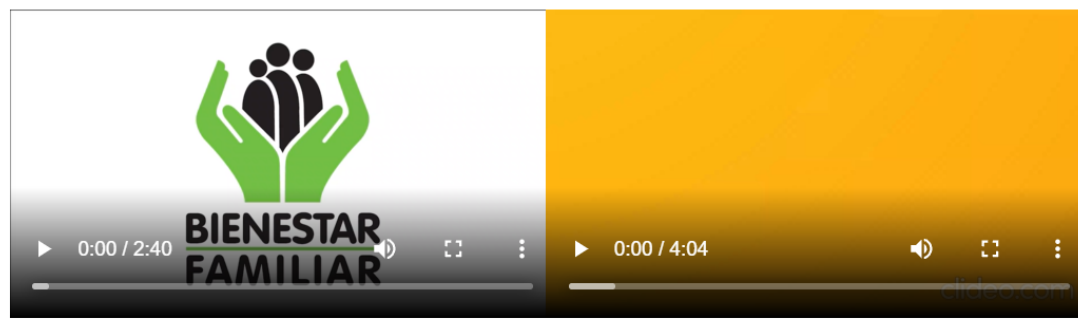 BIENESTAR
FAMILIAR
0:00 / 2:40
0:00 / 4:04
clideo.com